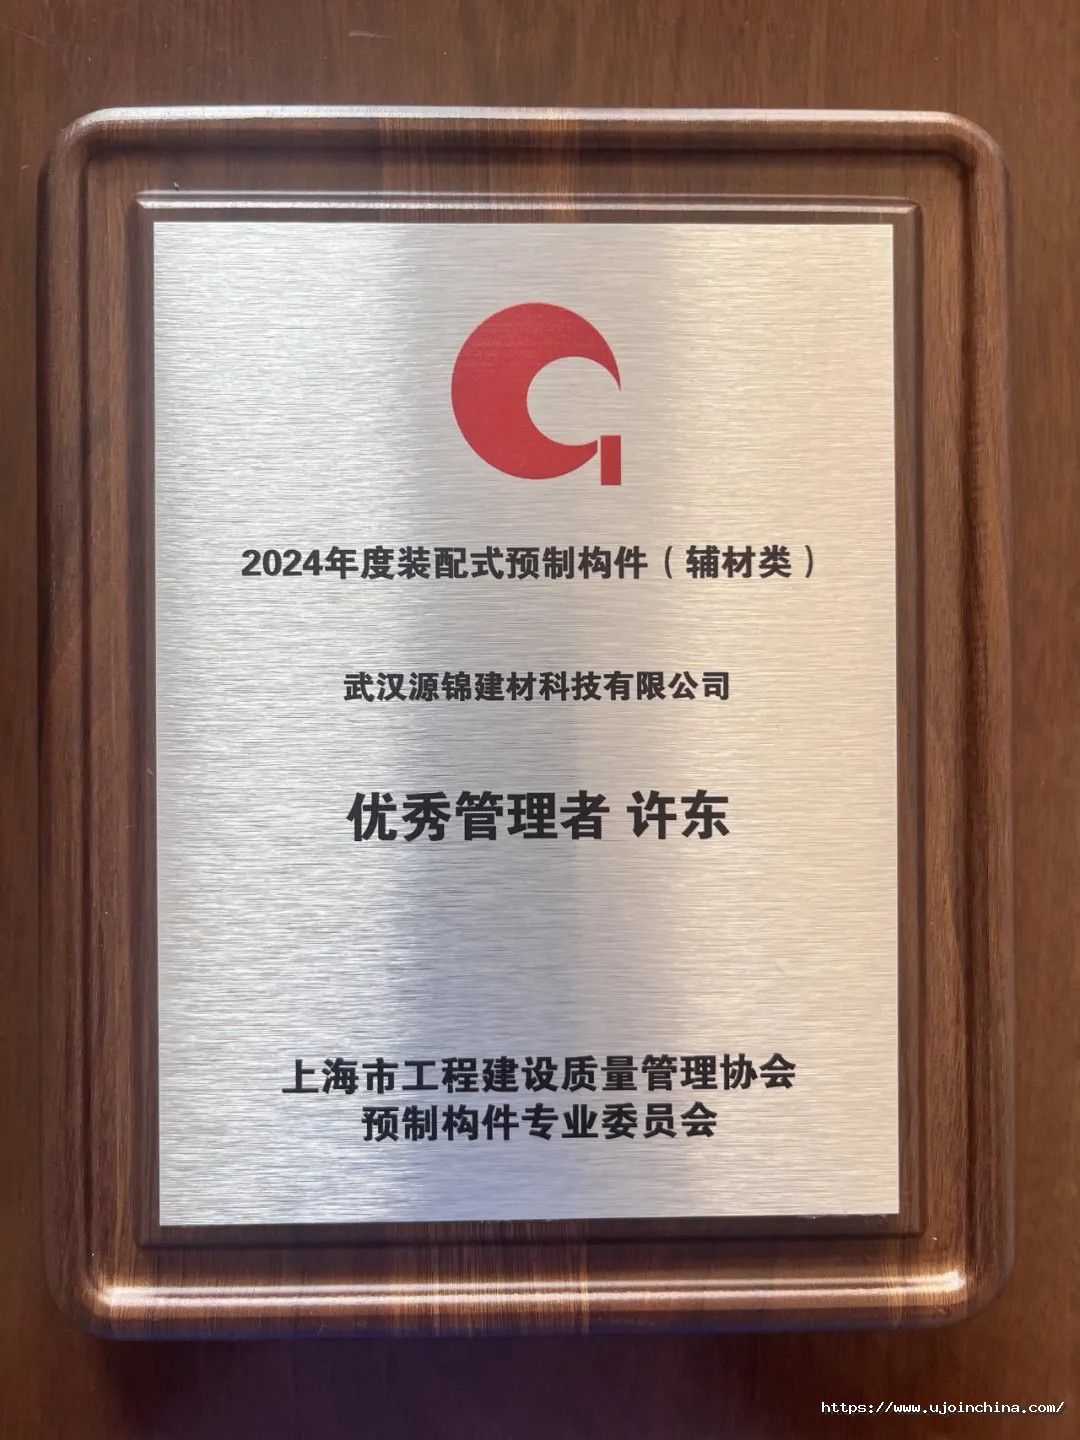 2024年度装配式预制构件（辅材类）
武汉源锦建材科技有限公司
优秀管理者 许东
上海市工程建设质量管理协会
预制构件专业委员会
https://www.ujoinchina.com/